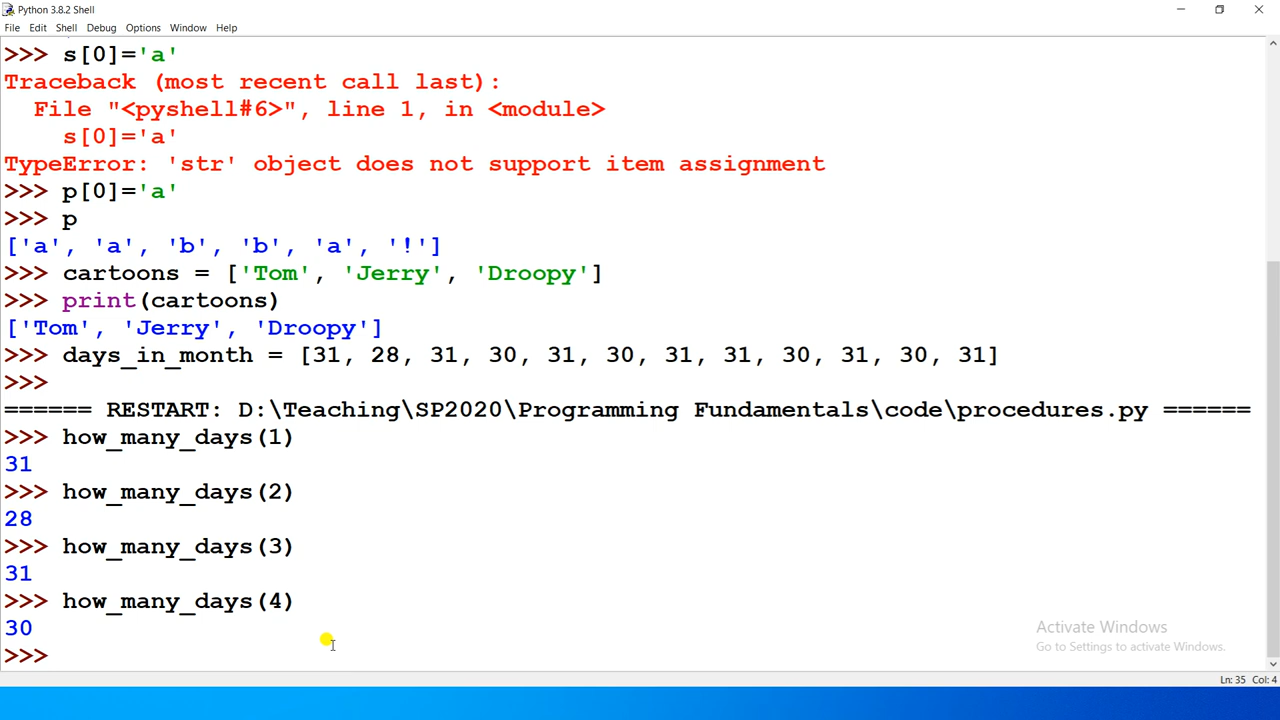 Python 3.8.2 Shell
File Edit Shell Debug Options Window Help
>>> s[0]='a'
Traceback (most recent call last):
  File "<pyshell#6>", line 1, in <module>
    s[0]='a'
TypeError: 'str' object does not support item assignment
>>> p[0]='a'
>>> p
['a', 'a', 'b', 'b', 'a', '!']
>>> cartoons = ['Tom', 'Jerry', 'Droopy']
>>> print(cartoons)
['Tom', 'Jerry', 'Droopy']
>>> days_in_month = [31, 28, 31, 30, 31, 30, 31, 31, 30, 31, 30, 31]
>>>
====== RESTART: D:\Teaching\SP2020\Programming Fundamentals\code\procedures.py ======
>>> how_many_days(1)
31
>>> how_many_days(2)
28
>>> how_many_days(3)
31
>>> how_many_days(4)
30
>>>
Activate Windows
Go to Settings to activate Windows.
Ln: 35 Col: 4